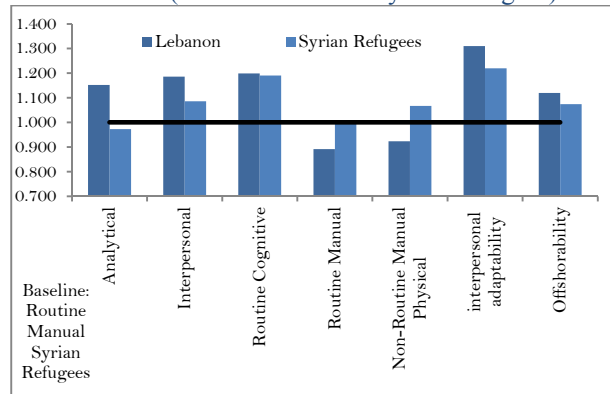 1.400
1.300
1.200
1.100
1.000
0.900
0.800
0.700
Lebanon
Syrian Refugees
Analytical
Interpersonal
Routine Cognitive
Routine Manual
Non-Routine Manual
Physical
interpersonal
adaptability
Offshorability
Baseline:
Routine
Manual
Syrian
Refugees